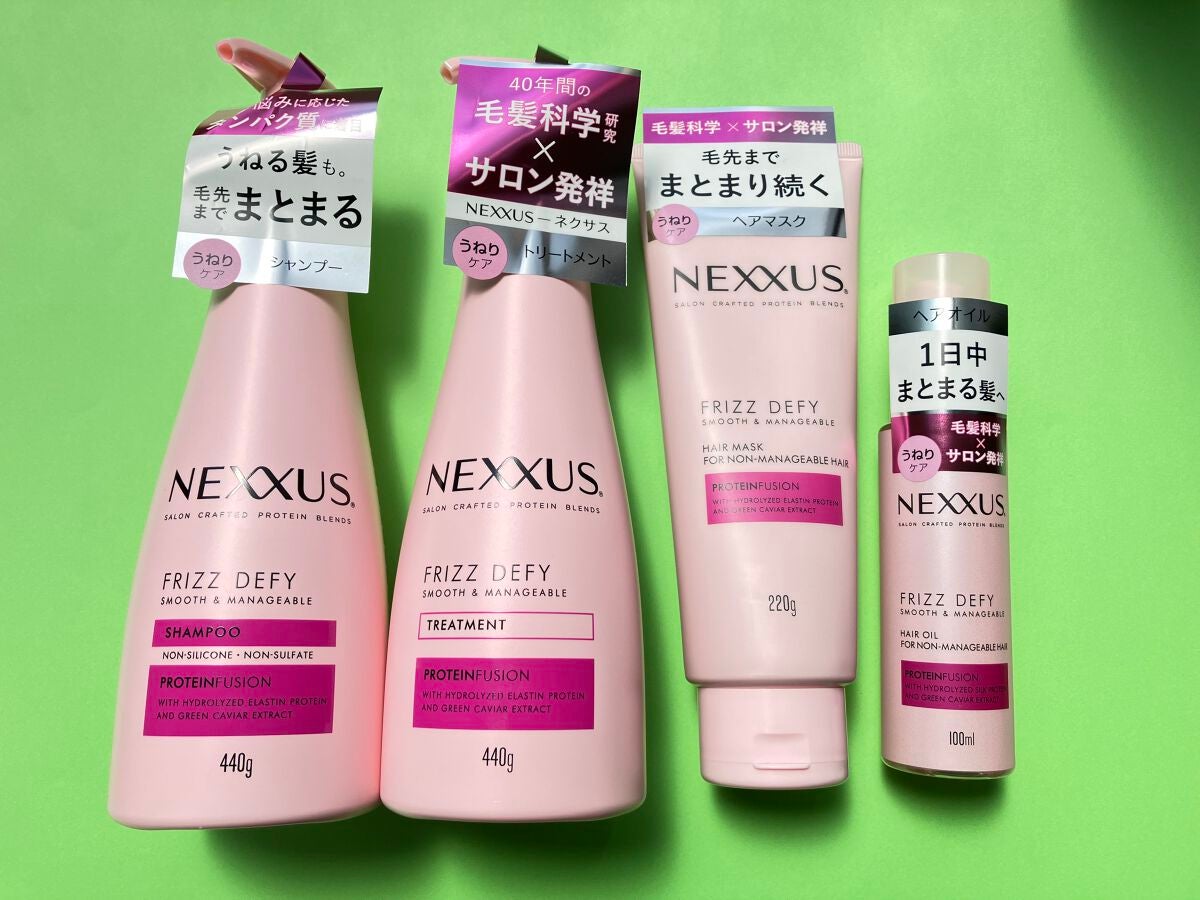 悩みに応じた
タンパク質に着目
うねる髪も。
毛先まで まとまる
うねりケア
シャンプー
NEXXUS®
SALON CRAFTED PROTEIN BLENDS
FRIZZ DEFY
SMOOTH & MANAGEABLE
SHAMPOO
NON-SILICONE • NON-SULFATE
PROTEINFUSION
WITH HYDROLYZED ELASTIN PROTEIN
AND GREEN CAVIAR EXTRACT
440g
40年間の
毛髪科学研究
×
サロン発祥
NEXXUS—ネクサス
うねりケア
トリートメント
NEXXUS®
SALON CRAFTED PROTEIN BLENDS
FRIZZ DEFY
SMOOTH & MANAGEABLE
TREATMENT
PROTEINFUSION
WITH HYDROLYZED ELASTIN PROTEIN
AND GREEN CAVIAR EXTRACT
440g
毛髪科学×サロン発祥
毛先まで
まとまり続く
うねりケア
ヘアマスク
NEXXUS®
SALON CRAFTED PROTEIN BLENDS
FRIZZ DEFY
SMOOTH & MANAGEABLE
HAIR MASK
FOR NON-MANAGEABLE HAIR
PROTEINFUSION
WITH HYDROLYZED ELASTIN PROTEIN
AND GREEN CAVIAR EXTRACT
220g
ヘアオイル
1日中
まとまる髪へ
毛髪科学
×
サロン発祥
うねりケア
NEXXUS®
SALON CRAFTED PROTEIN BLENDS
FRIZZ DEFY
SMOOTH & MANAGEABLE
HAIR OIL
FOR NON-MANAGEABLE HAIR
PROTEINFUSION
WITH HYDROLYZED SILK PROTEIN
AND GREEN CAVIAR EXTRACT
100ml